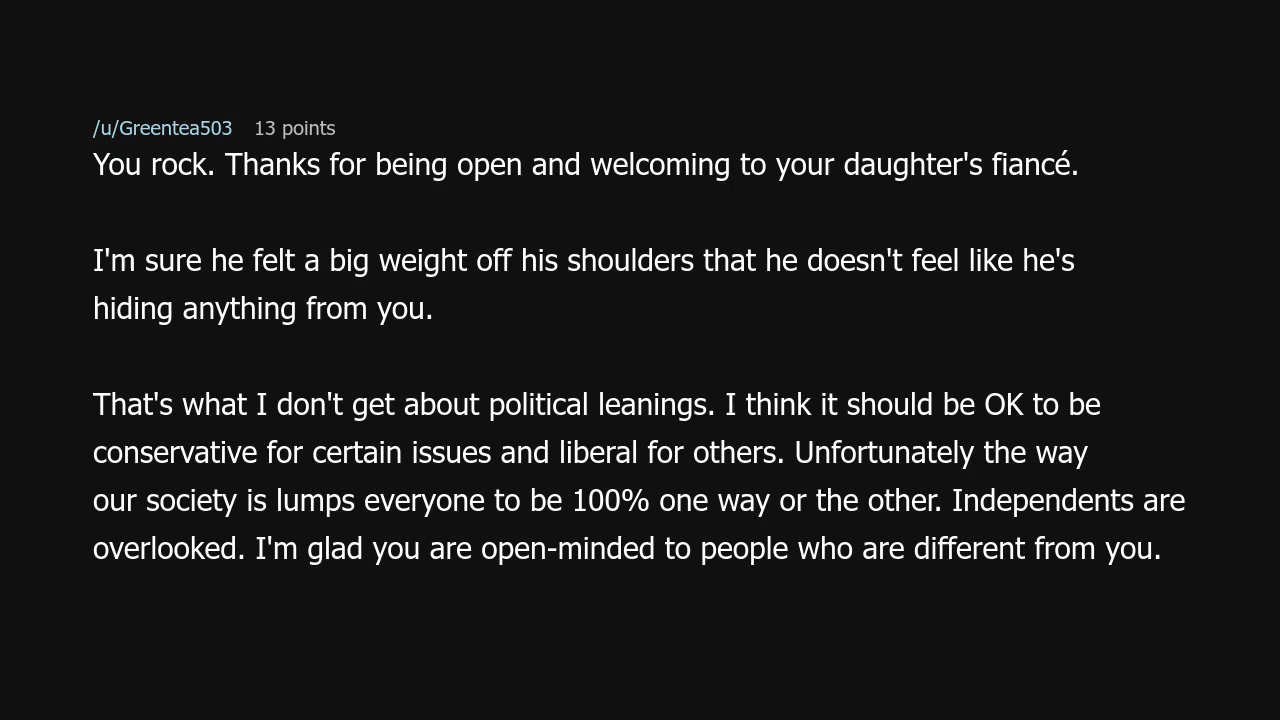 /u/Greentea503 13 points
You rock. Thanks for being open and welcoming to your daughter's fiancé.
I'm sure he felt a big weight off his shoulders that he doesn't feel like he's
hiding anything from you.
That's what I don't get about political leanings. I think it should be OK to be
conservative for certain issues and liberal for others. Unfortunately the way
our society is lumps everyone to be 100% one way or the other. Independents are
overlooked. I'm glad you are open-minded to people who are different from you.